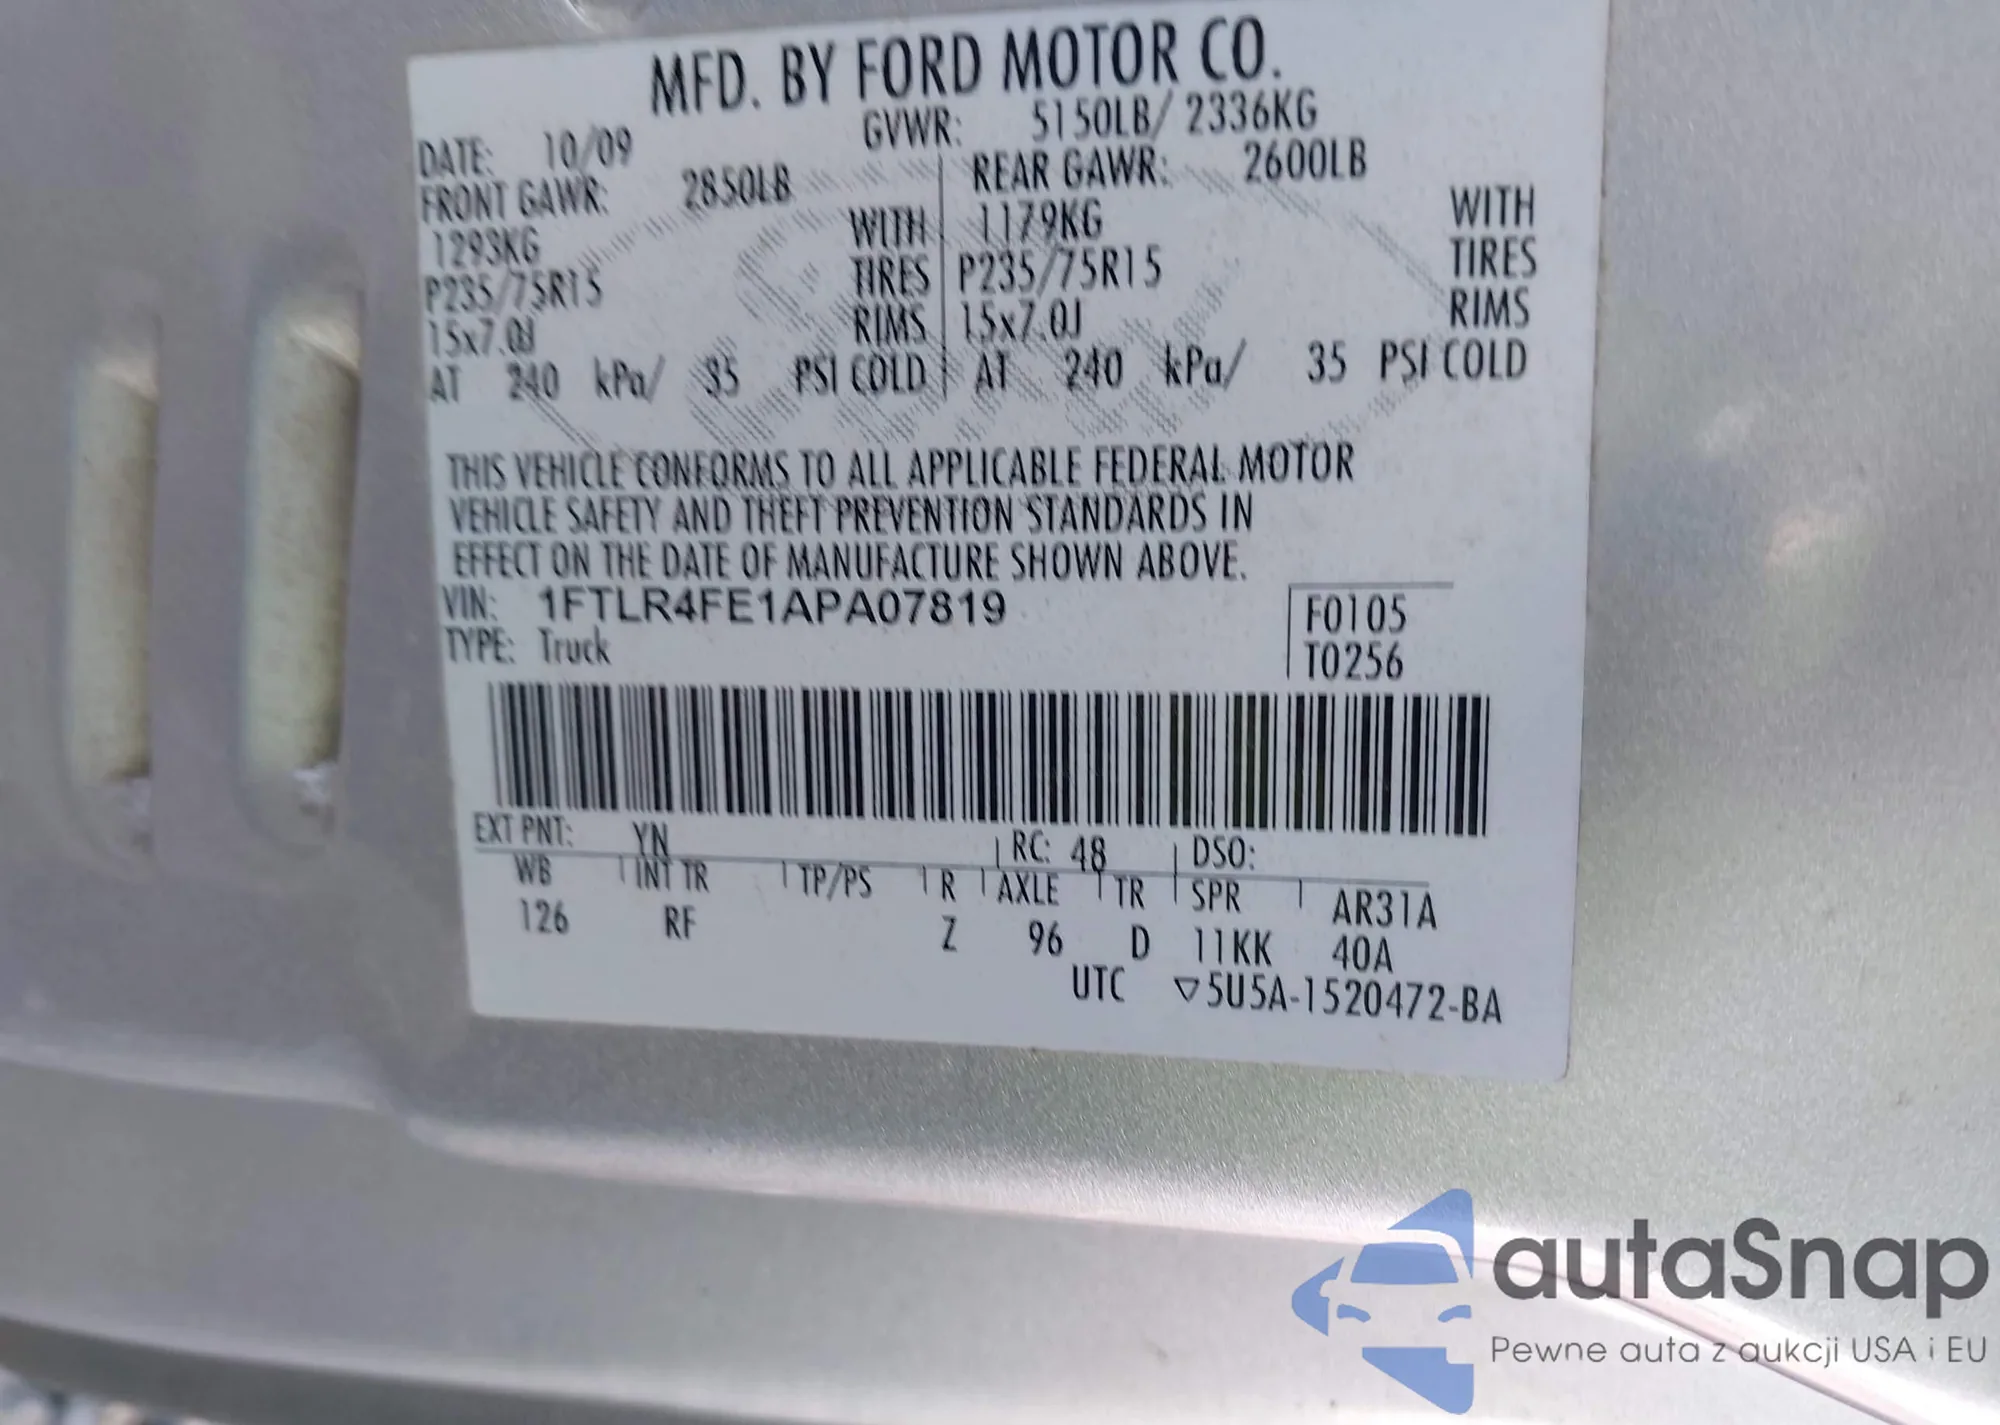 MFD. BY FORD MOTOR CO.
DATE: 10/09 GVWR: 5150LB/ 2336KG
FRONT GAWR: 2850LB REAR GAWR: 2600LB
1293KG WITH 1179KG WITH
P235/75R15 TIRES P235/75R15 TIRES
15x7.0J RIMS 15x7.0J RIMS
AT 240 kPa/ 35 PSI COLD AT 240 kPa/ 35 PSI COLD
THIS VEHICLE CONFORMS TO ALL APPLICABLE FEDERAL MOTOR
VEHICLE SAFETY AND THEFT PREVENTION STANDARDS IN
EFFECT ON THE DATE OF MANUFACTURE SHOWN ABOVE.
VIN: 1FTLR4FE1APA07819 F0105
TYPE: Truck T0256
EXT PNT: YN RC: 48 DSO:
WB INT TR TP/PS R AXLE TR SPR AR31A
126 RF Z 96 D 11KK 40A
UTC ▽5U5A-1520472-BA
autaSnap
Pewne auta z aukcji USA i EU